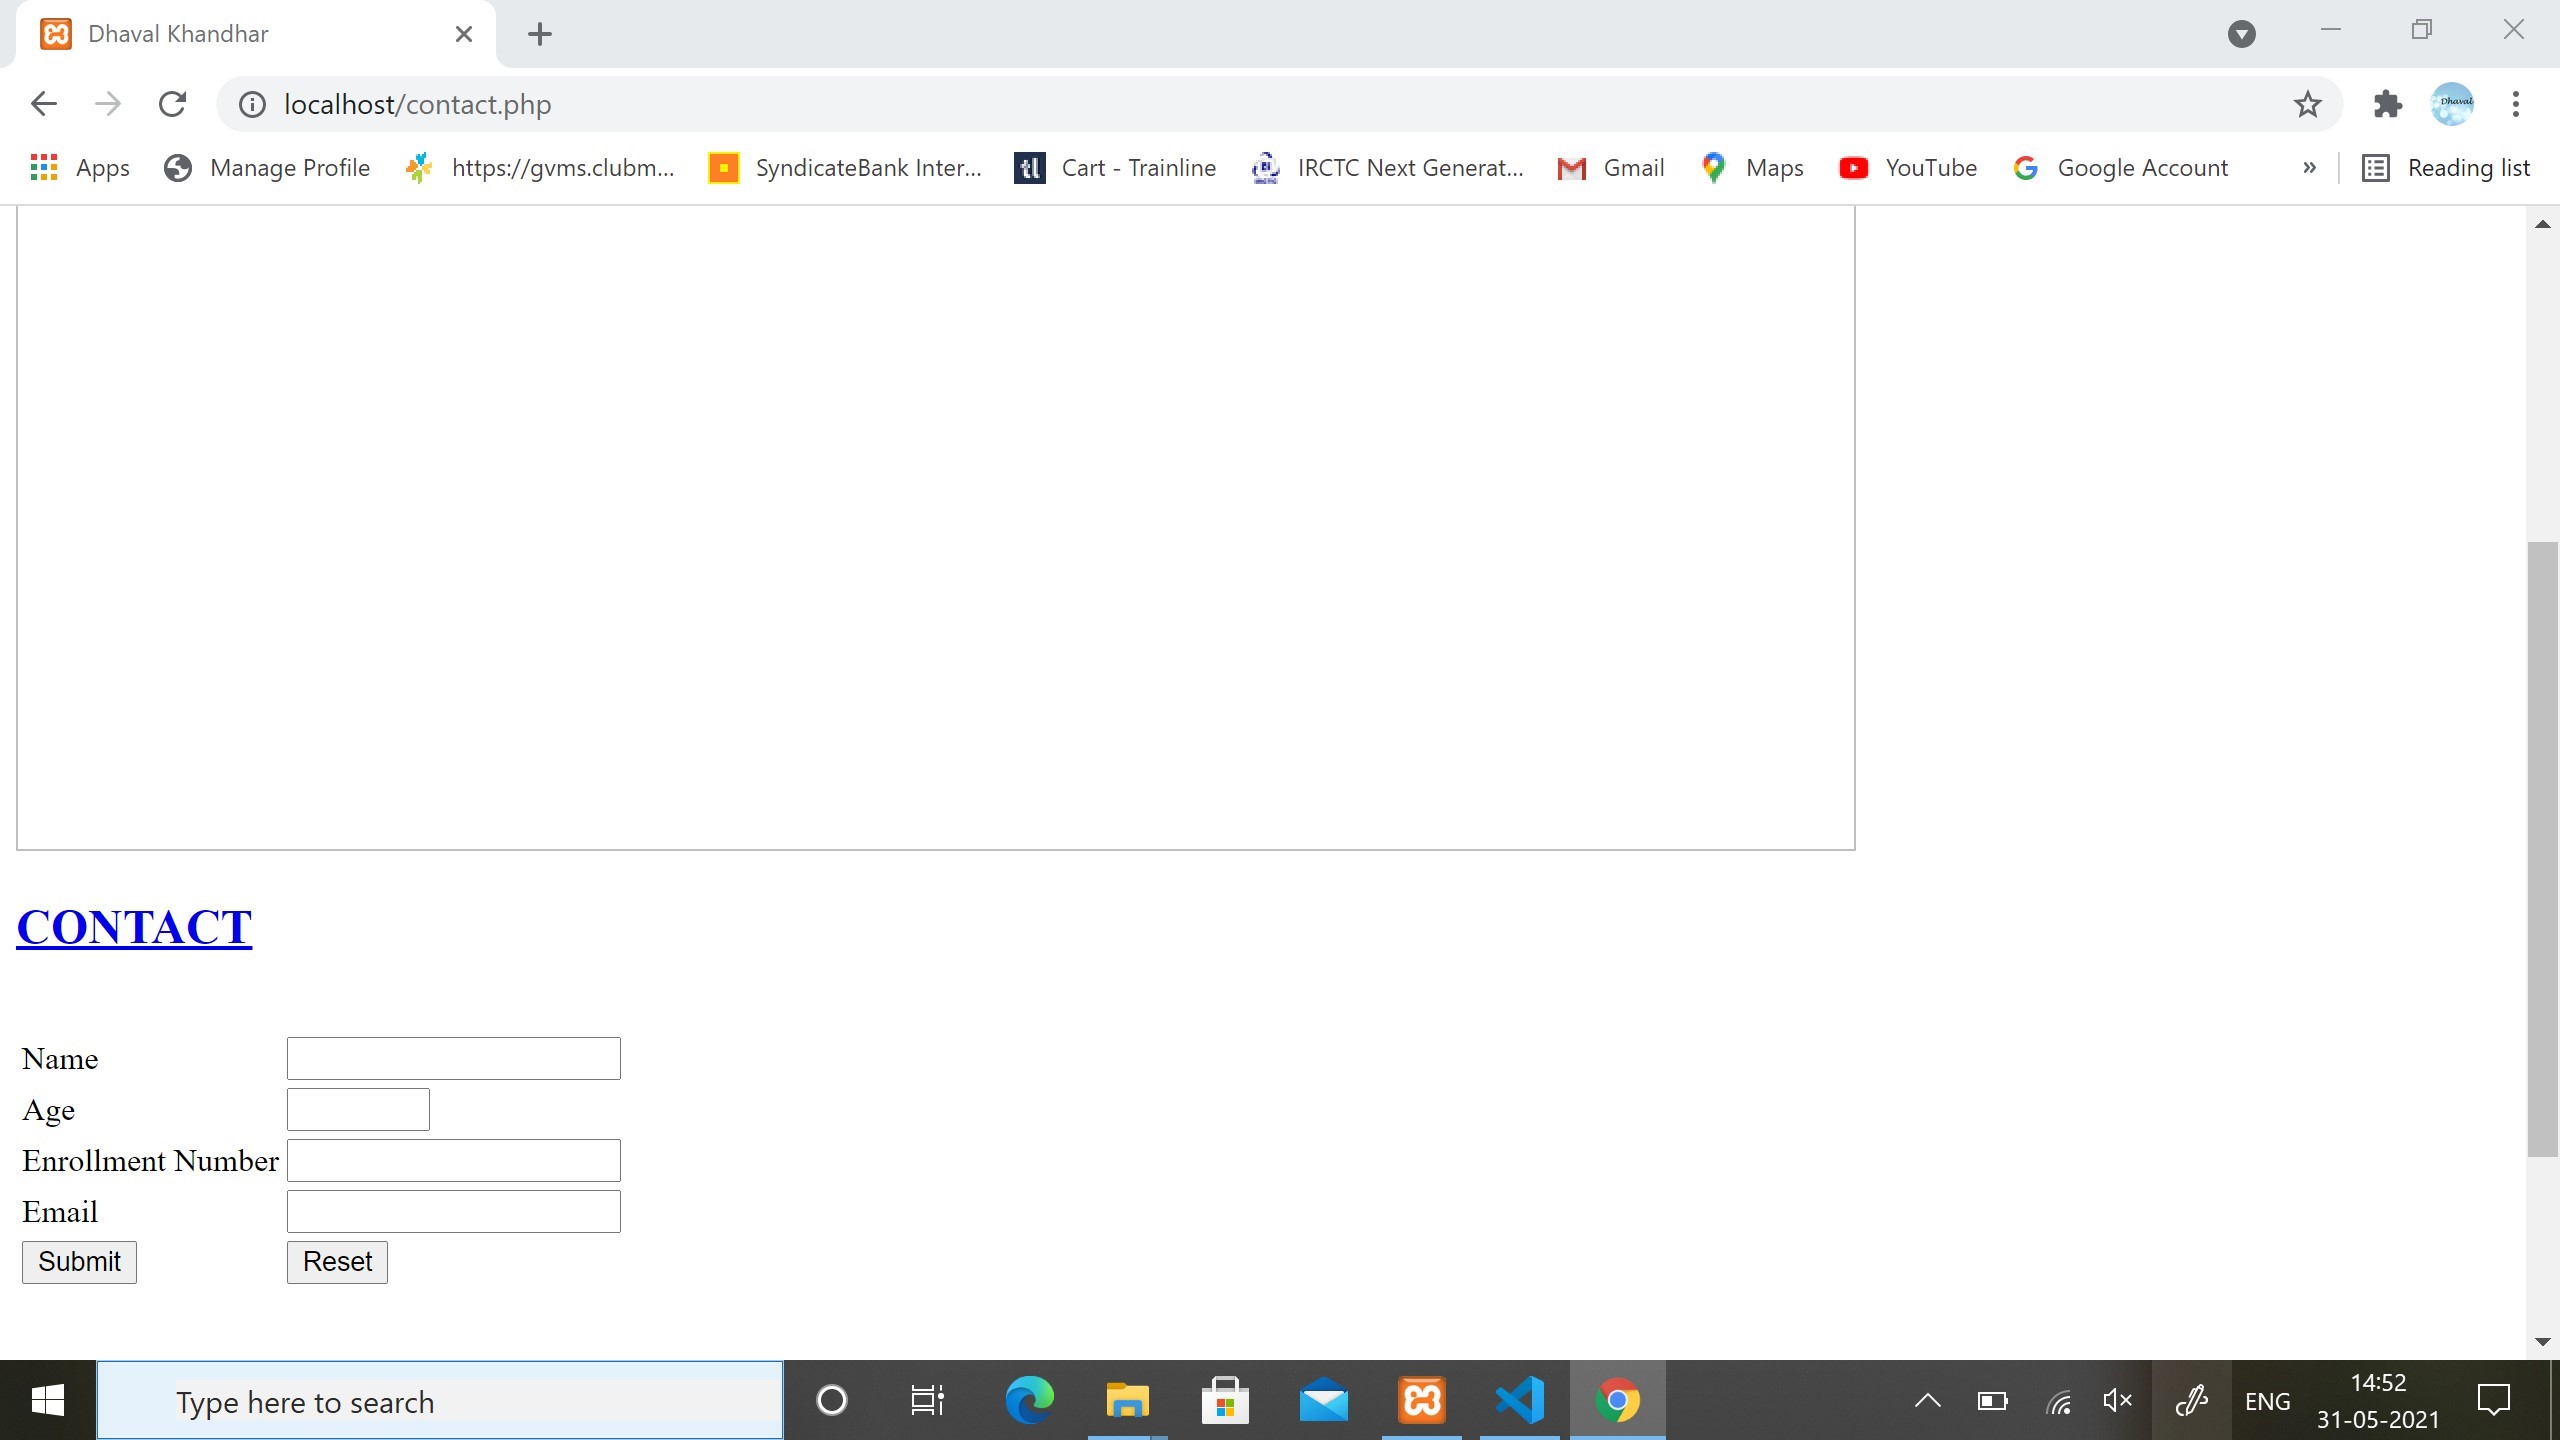 Dhaval Khandhar
localhost/contact.php
Apps Manage Profile https://gvms.clubm... SyndicateBank Inter... tl Cart - Trainline IRCTC Next Generat... Gmail Maps YouTube Google Account » Reading list
Dhaval
CONTACT
Name
Age
Enrollment Number
Email
Submit Reset
Type here to search
ENG
14:52
31-05-2021